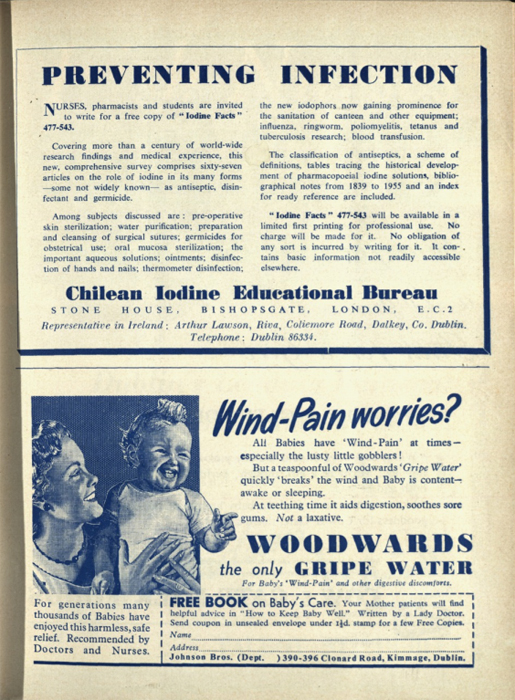 PREVENTING INFECTION
NURSES, pharmacists and students are invited
to write for a free copy of "Iodine Facts"
477-543.
Covering more than a century of world-wide
research findings and medical experience, this
new, comprehensive survey comprises sixty-seven
articles on the role of iodine in its many forms
—some not widely known— as antiseptic, disin-
fectant and germicide.
Among subjects discussed are: pre-operative
skin sterilization; water purification; preparation
and cleansing of surgical sutures; germicides for
obstetrical use; oral mucosa sterilization; the
important aqueous solutions; ointments; disinfec-
tion of hands and nails; thermometer disinfection;
the new iodophors now gaining prominence for
the sanitation of canteen and other equipment;
influenza, ringworm, poliomyelitis, tetanus and
tuberculosis research; blood transfusion.
The classification of antiseptics, a scheme of
definitions, tables tracing the historical develop-
ment of pharmacopoeial iodine solutions, biblio-
graphical notes from 1839 to 1955 and an index
for ready reference are included.
"Iodine Facts" 477-543 will be available in a
limited first printing for professional use. No
charge will be made for it. No obligation of
any sort is incurred by writing for it. It con-
tains basic information not readily accessible
elsewhere.
Chilean Iodine Educational Bureau
STONE HOUSE, BISHOPSGATE, LONDON, E.C.2
Representative in Ireland: Arthur Lawson, Riva, Coliemore Road, Dalkey, Co. Dublin.
Telephone: Dublin 86334.
Wind-Pain worries?
All Babies have 'Wind-Pain' at times—
especially the lusty little gobblers!
But a teaspoonful of Woodwards 'Gripe Water'
quickly 'breaks' the wind and Baby is content—
awake or sleeping.
At teething time it aids digestion, soothes sore
gums. Not a laxative.
WOODWARDS
the only GRIPE WATER
For Baby's 'Wind-Pain' and other digestive discomforts.
For generations many
thousands of Babies have
enjoyed this harmless, safe
relief. Recommended by
Doctors and Nurses.
FREE BOOK on Baby's Care. Your Mother patients will find
helpful advice in "How to Keep Baby Well." Written by a Lady Doctor.
Send coupon in unsealed envelope under 1½d. stamp for a few Free Copies.
Name
Address
Johnson Bros. (Dept. ) 390-396 Clonard Road, Kimmage, Dublin.